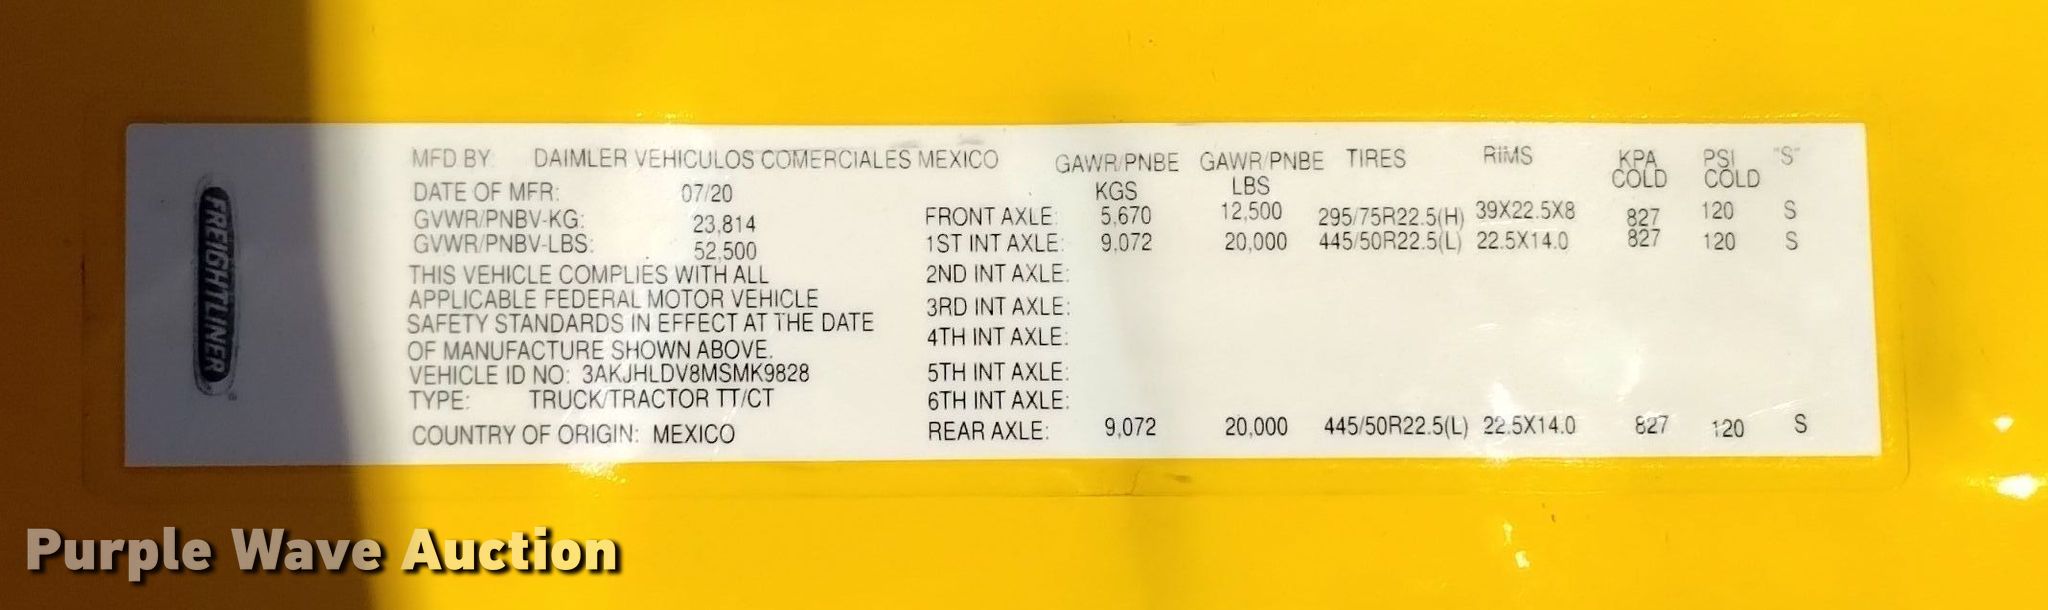 FREIGHTLINER
MFD BY: DAIMLER VEHICULOS COMERCIALES MEXICO
DATE OF MFR: 07/20
GVWR/PNBV-KG: 23,814
GVWR/PNBV-LBS: 52,500
THIS VEHICLE COMPLIES WITH ALL
APPLICABLE FEDERAL MOTOR VEHICLE
SAFETY STANDARDS IN EFFECT AT THE DATE
OF MANUFACTURE SHOWN ABOVE.
VEHICLE ID NO: 3AKJHLDV8MSMK9828
TYPE: TRUCK/TRACTOR TT/CT
COUNTRY OF ORIGIN: MEXICO
GAWR/PNBE GAWR/PNBE TIRES RIMS KPA PSI "S"
KGS LBS COLD COLD
FRONT AXLE: 5,670 12,500 295/75R22.5(H) 39X22.5X8 827 120 S
1ST INT AXLE: 9,072 20,000 445/50R22.5(L) 22.5X14.0 827 120 S
2ND INT AXLE:
3RD INT AXLE:
4TH INT AXLE:
5TH INT AXLE:
6TH INT AXLE:
REAR AXLE: 9,072 20,000 445/50R22.5(L) 22.5X14.0 827 120 S
Purple Wave Auction